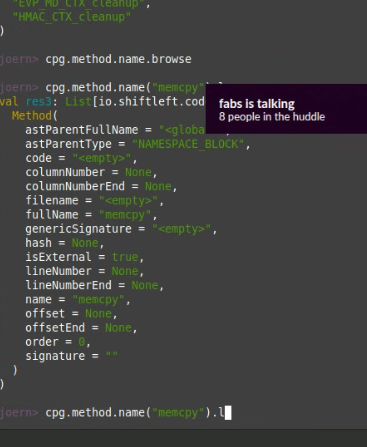 "EVP_MD_CTX_cleanup",
"HMAC_CTX_cleanup"
)
joern> cpg.method.name.browse
joern> cpg.method.name("memcpy").l
val res3: List[io.shiftleft.cod
fabs is talking
8 people in the huddle
Method(
astParentFullName = "<globa
astParentType = "NAMESPACE_BLOCK",
code = "<empty>",
columnNumber = None,
columnNumberEnd = None,
filename = "<empty>",
fullName = "memcpy",
genericSignature = "<empty>",
hash = None,
isExternal = true,
lineNumber = None,
lineNumberEnd = None,
name = "memcpy",
offset = None,
offsetEnd = None,
order = 0,
signature = ""
)
)
joern> cpg.method.name("memcpy").l